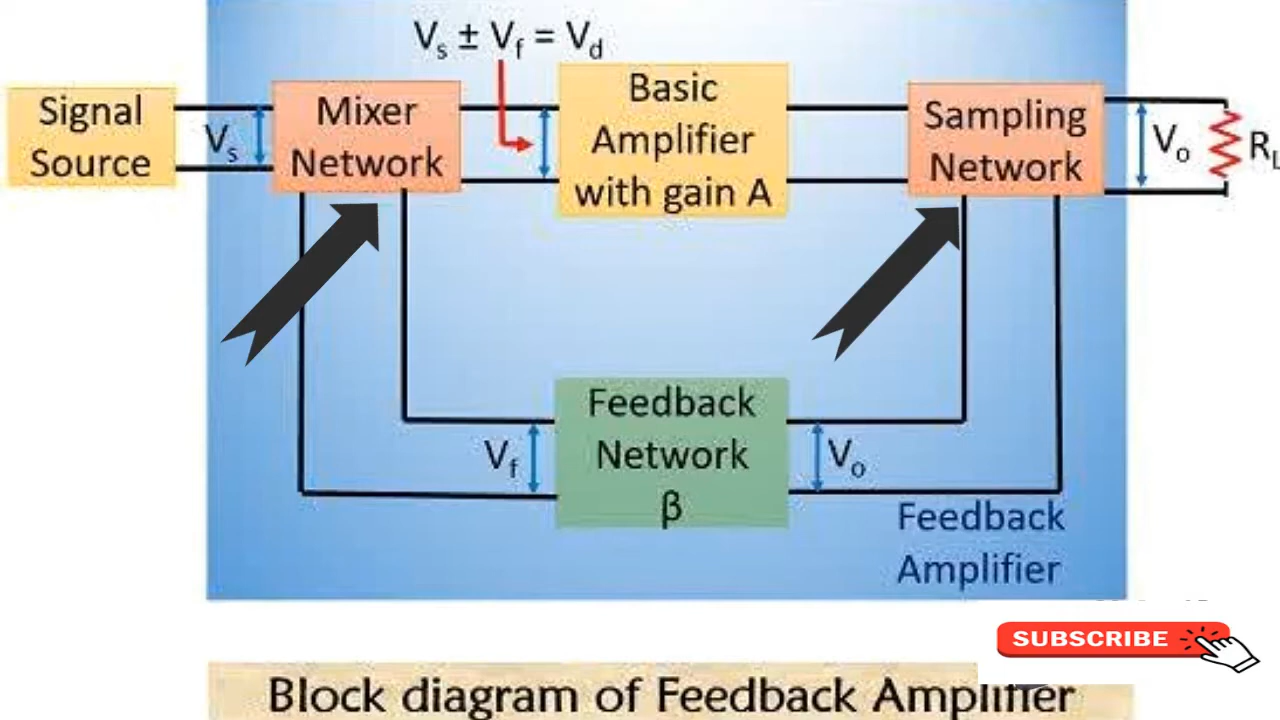 Vs ± Vf = Vd
Signal
Source
Vs
Mixer
Network
Basic
Amplifier
with gain A
Sampling
Network
Vo
RL
Vf
Feedback
Network
β
Vo
Feedback
Amplifier
SUBSCRIBE
Block diagram of Feedback Amplifier